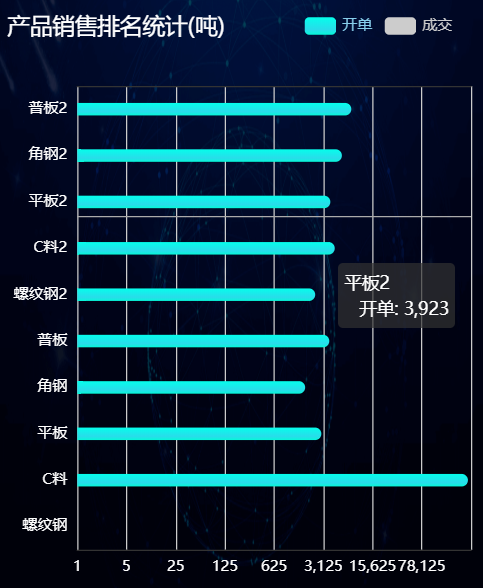 产品销售排名统计(吨)
开单 成交
普板2
角钢2
平板2
C料2
螺纹钢2
普板
角钢
平板
C料
螺纹钢
平板2
开单: 3,923
1 5 25 125 625 3,125 15,625 78,125